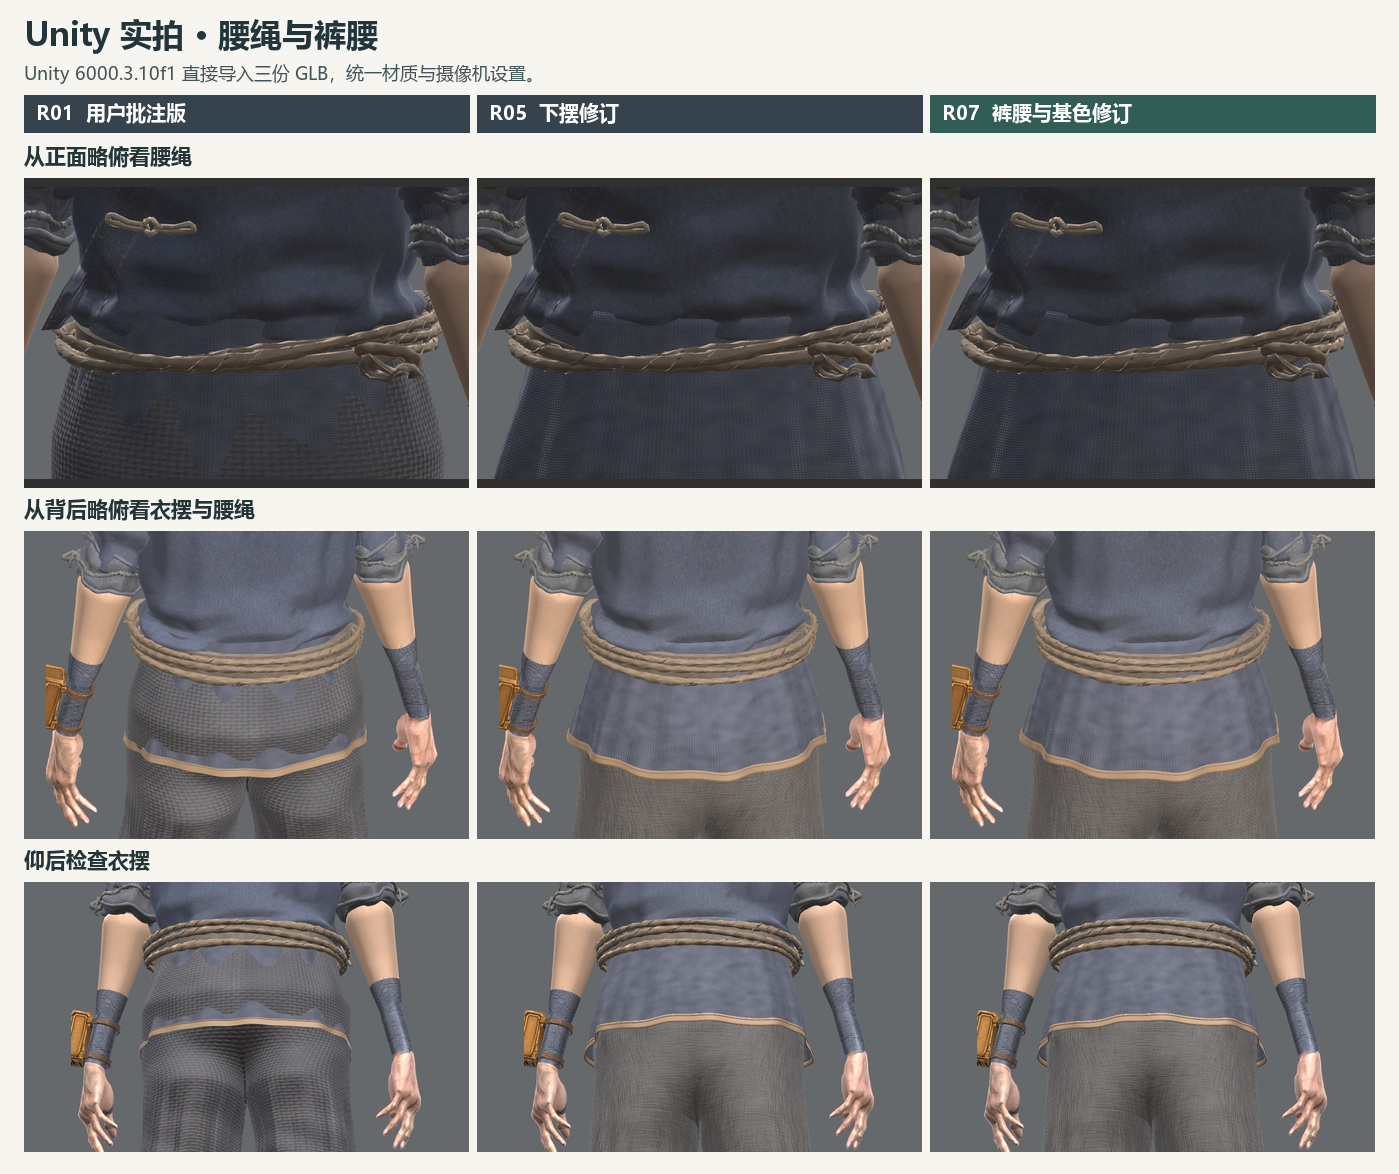 Unity 实拍・腰绳与裤腰
Unity 6000.3.10f1 直接导入三份 GLB，统一材质与摄像机设置。
R01 用户批注版
R05 下摆修订
R07 裤腰与基色修订
从正面略俯看腰绳
从背后略俯看衣摆与腰绳
仰后检查衣摆